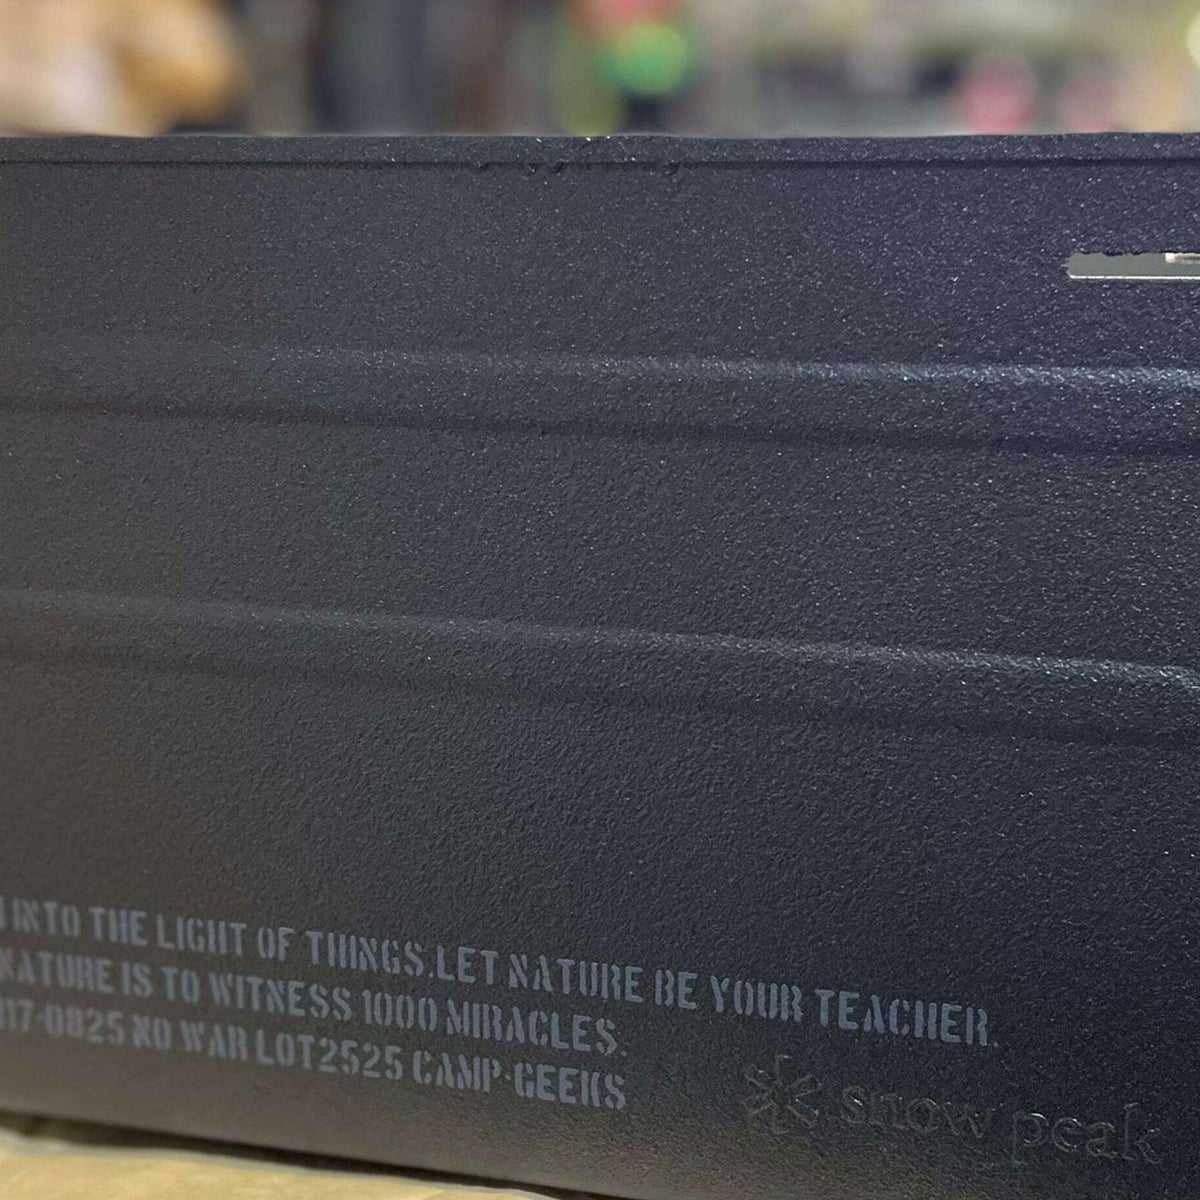 INTO THE LIGHT OF THINGS.LET NATURE BE YOUR TEACHER.
NATURE IS TO WITNESS 1000 MIRACLES.
017-0825 NO WAR LOT2525 CAMP-GEEKS
snow peak